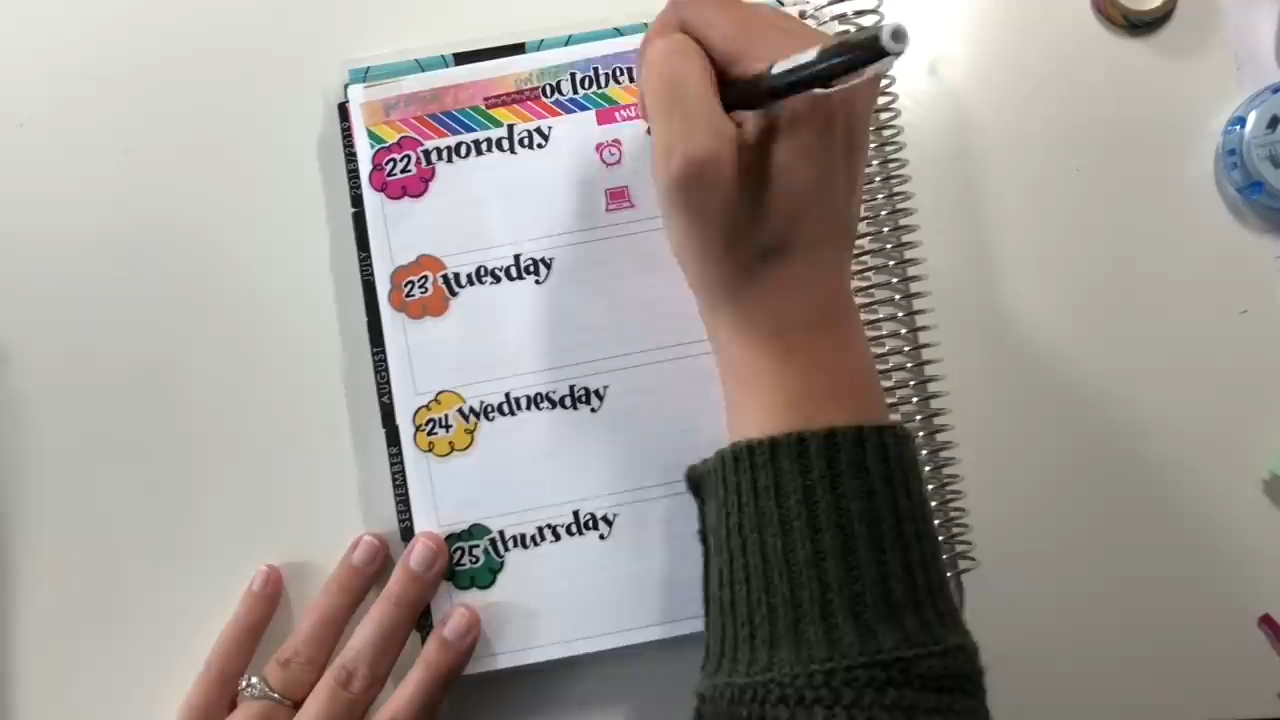 october
22 monday
23 tuesday
24 wednesday
25 thursday
2018/2019
JULY
AUGUST
SEPTEMBER